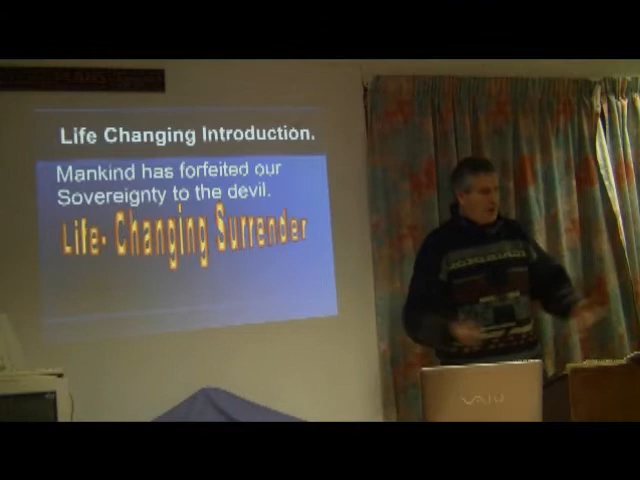 Life Changing Introduction.
Mankind has forfeited our
Sovereignty to the devil.
Life- Changing Surrender
VAIO